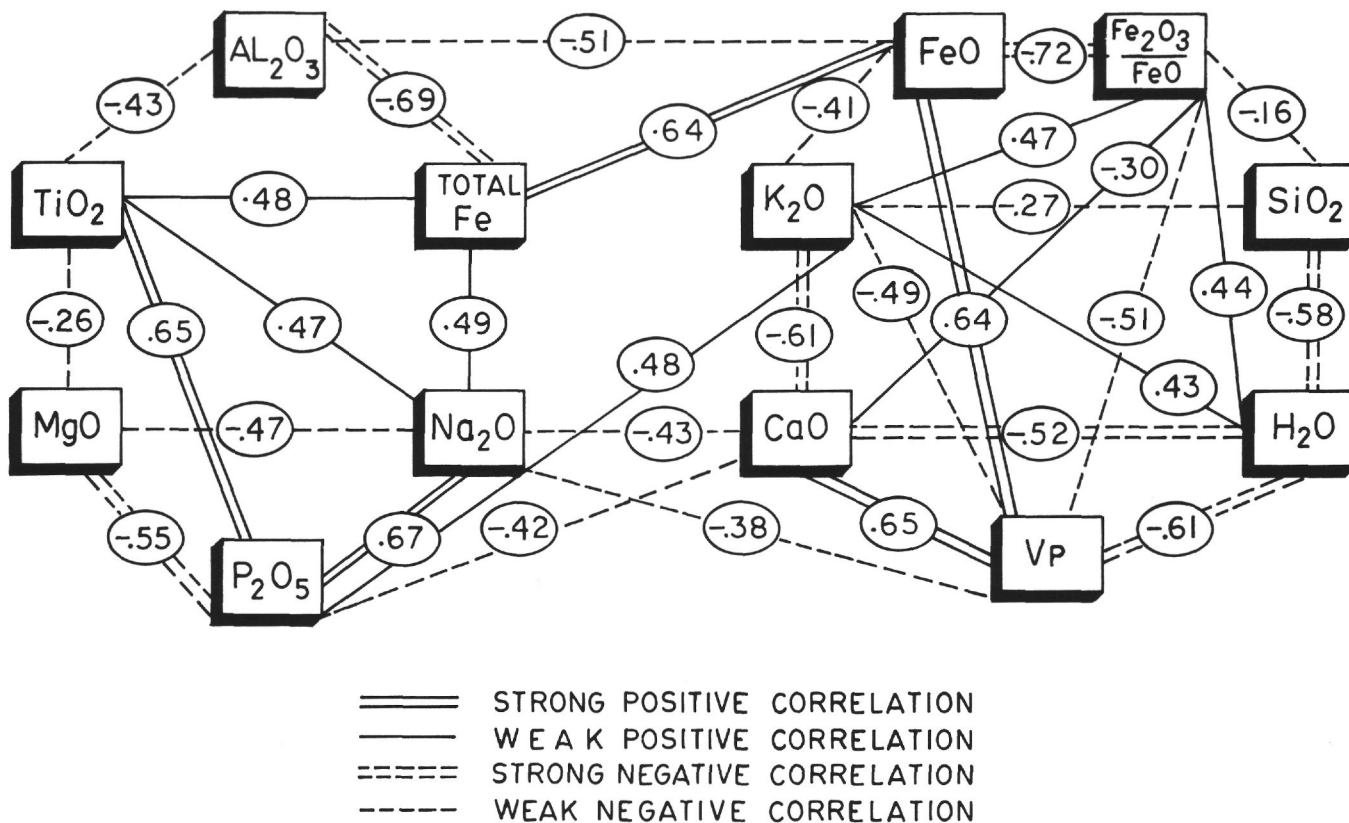 AL₂O₃
-.51
FeO
-.72
Fe₂O₃
FeO
-.43
-.69
.64
-.41
.47
-.30
-.16
TiO₂
.48
TOTAL
Fe
K₂O
-.27
SiO₂
-.26
.65
.47
.49
.48
-.61
-.49
.64
-.51
.44
-.58
.43
MgO
-.47
Na₂O
-.43
CaO
-.52
H₂O
-.55
.67
-.42
-.38
.65
-.61
P₂O₅
Vp
STRONG POSITIVE CORRELATION
WEAK POSITIVE CORRELATION
STRONG NEGATIVE CORRELATION
WEAK NEGATIVE CORRELATION